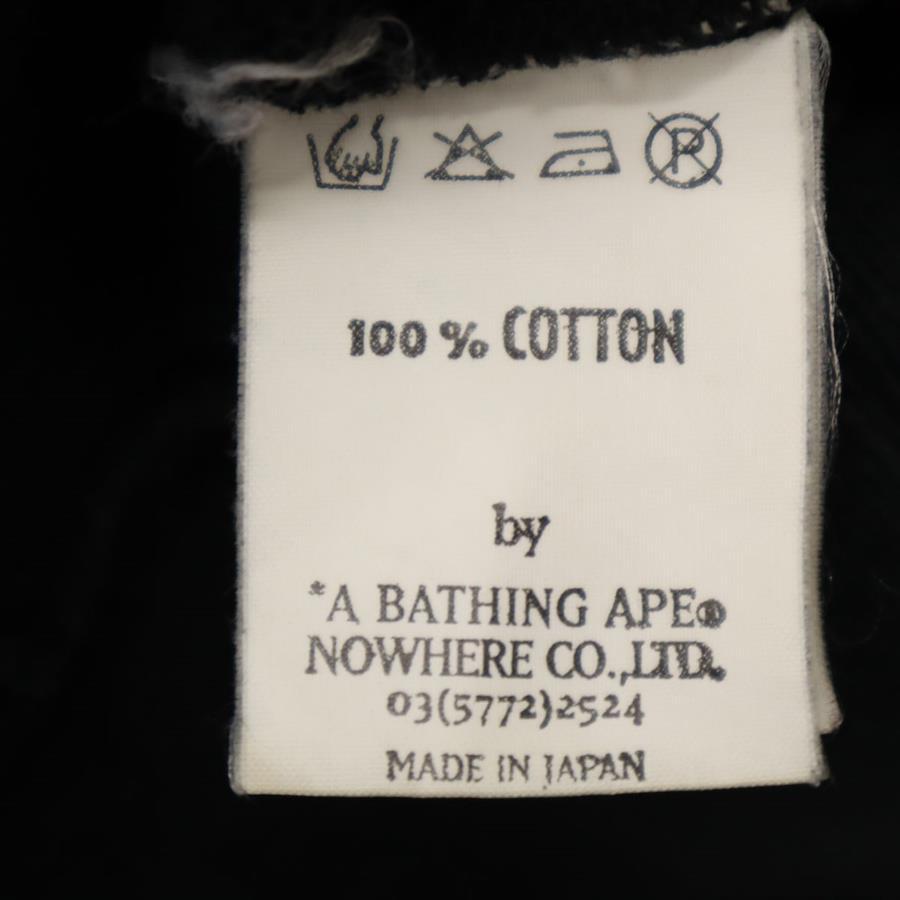 100 % COTTON
by
*A BATHING APE®
NOWHERE CO.,LTD.
03(5772)2524
MADE IN JAPAN